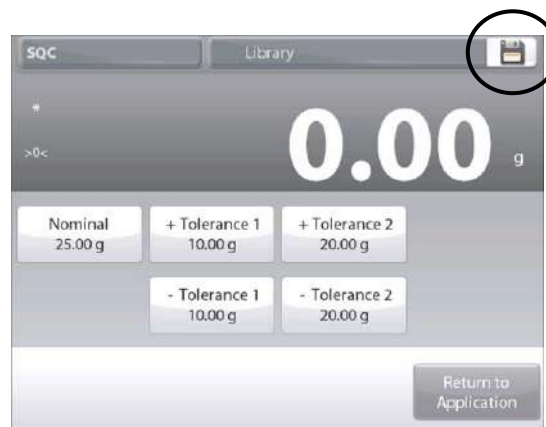 SQC
Library
*
>0<
0.00 g
Nominal
25.00 g
+ Tolerance 1
10.00 g
+ Tolerance 2
20.00 g
- Tolerance 1
10.00 g
- Tolerance 2
20.00 g
Return to
Application